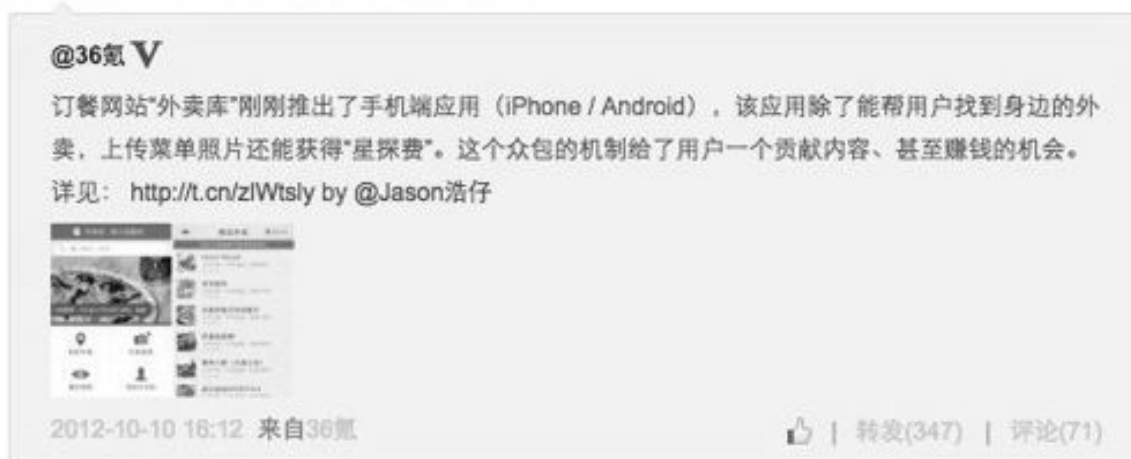 @36氪 V
订餐网站“外卖库”刚刚推出了手机端应用（iPhone / Android），该应用除了能帮用户找到身边的外
卖，上传菜单照片还能获得“星探费”。这个众包的机制给了用户一个贡献内容、甚至赚钱的机会。
详见： http://t.cn/zlWtsly by @Jason浩仔
2012-10-10 16:12 来自36氪
| 转发(347) | 评论(71)